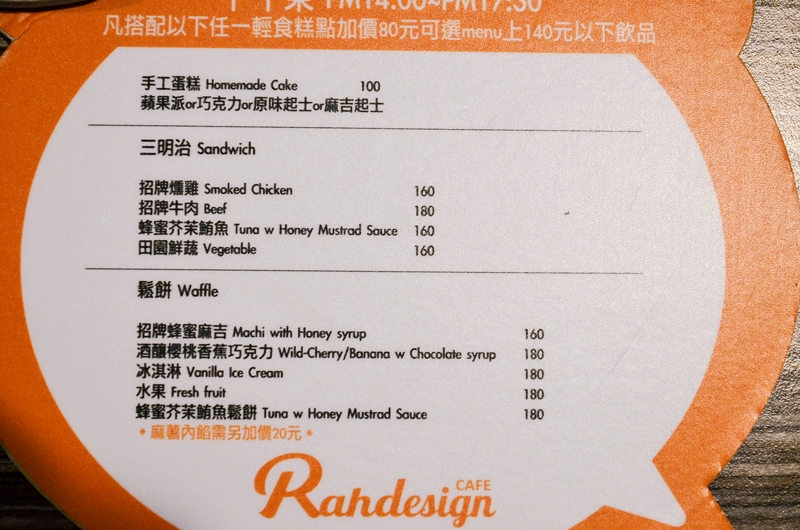 下午茶 PM14:00~PM17:30
凡搭配以下任一輕食糕點加價80元可選menu上140元以下飲品
手工蛋糕 Homemade Cake 100
蘋果派or巧克力or原味起士or麻吉起士
三明治 Sandwich
招牌燻雞 Smoked Chicken 160
招牌牛肉 Beef 180
蜂蜜芥茉鮪魚 Tuna w Honey Mustrad Sauce 160
田園鮮蔬 Vegetable 160
鬆餅 Waffle
招牌蜂蜜麻吉 Machi with Honey syrup 160
酒釀櫻桃香蕉巧克力 Wild-Cherry/Banana w Chocolate syrup 180
冰淇淋 Vanilla Ice Cream 180
水果 Fresh fruit 180
蜂蜜芥茉鮪魚鬆餅 Tuna w Honey Mustrad Sauce 180
*麻薯內餡需另加價20元*
Rahdesign CAFE